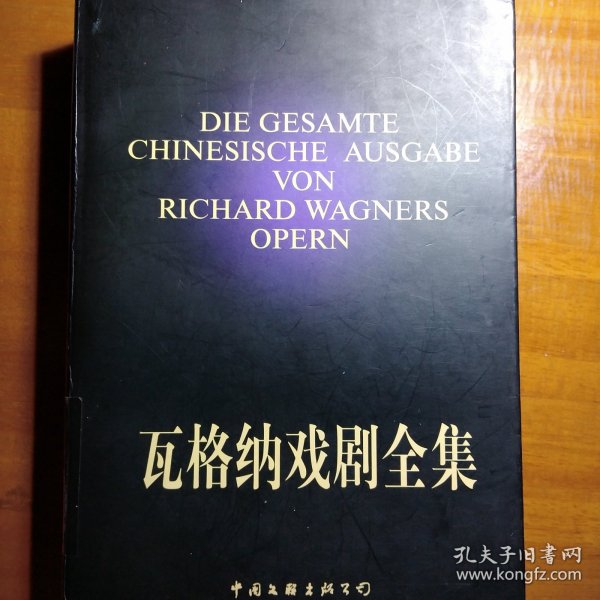 DIE GESAMTE
CHINESISCHE AUSGABE
VON
RICHARD WAGNERS
OPERN
瓦格纳戏剧全集
中国文联出版公司
孔夫子旧书网
www.kongfz.com